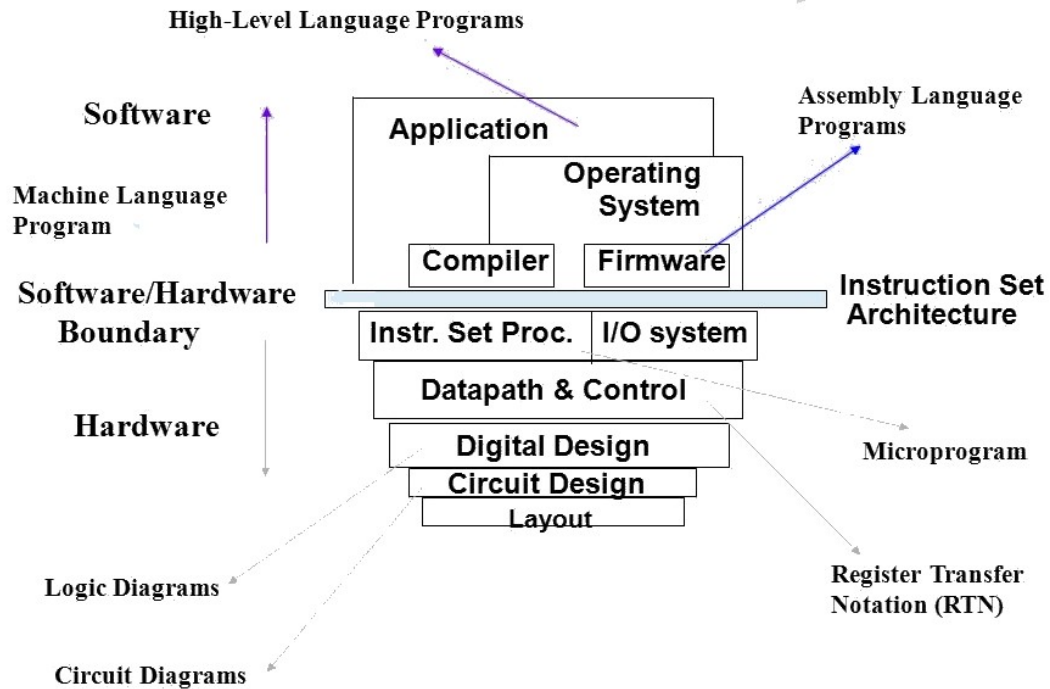 High-Level Language Programs
Software
Application
Assembly Language
Programs
Operating
System
Machine Language
Program
Compiler
Firmware
Software/Hardware
Boundary
Instruction Set
Architecture
Instr. Set Proc.
I/O system
Datapath & Control
Hardware
Digital Design
Microprogram
Circuit Design
Layout
Logic Diagrams
Register Transfer
Notation (RTN)
Circuit Diagrams